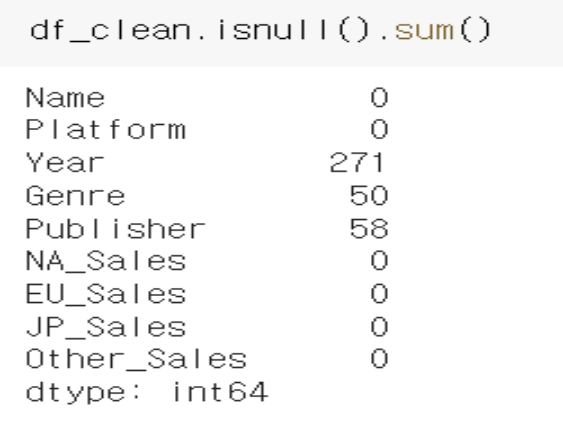 df_clean.isnull().sum()
Name 0
Platform 0
Year 271
Genre 50
Publisher 58
NA_Sales 0
EU_Sales 0
JP_Sales 0
Other_Sales 0
dtype: int64